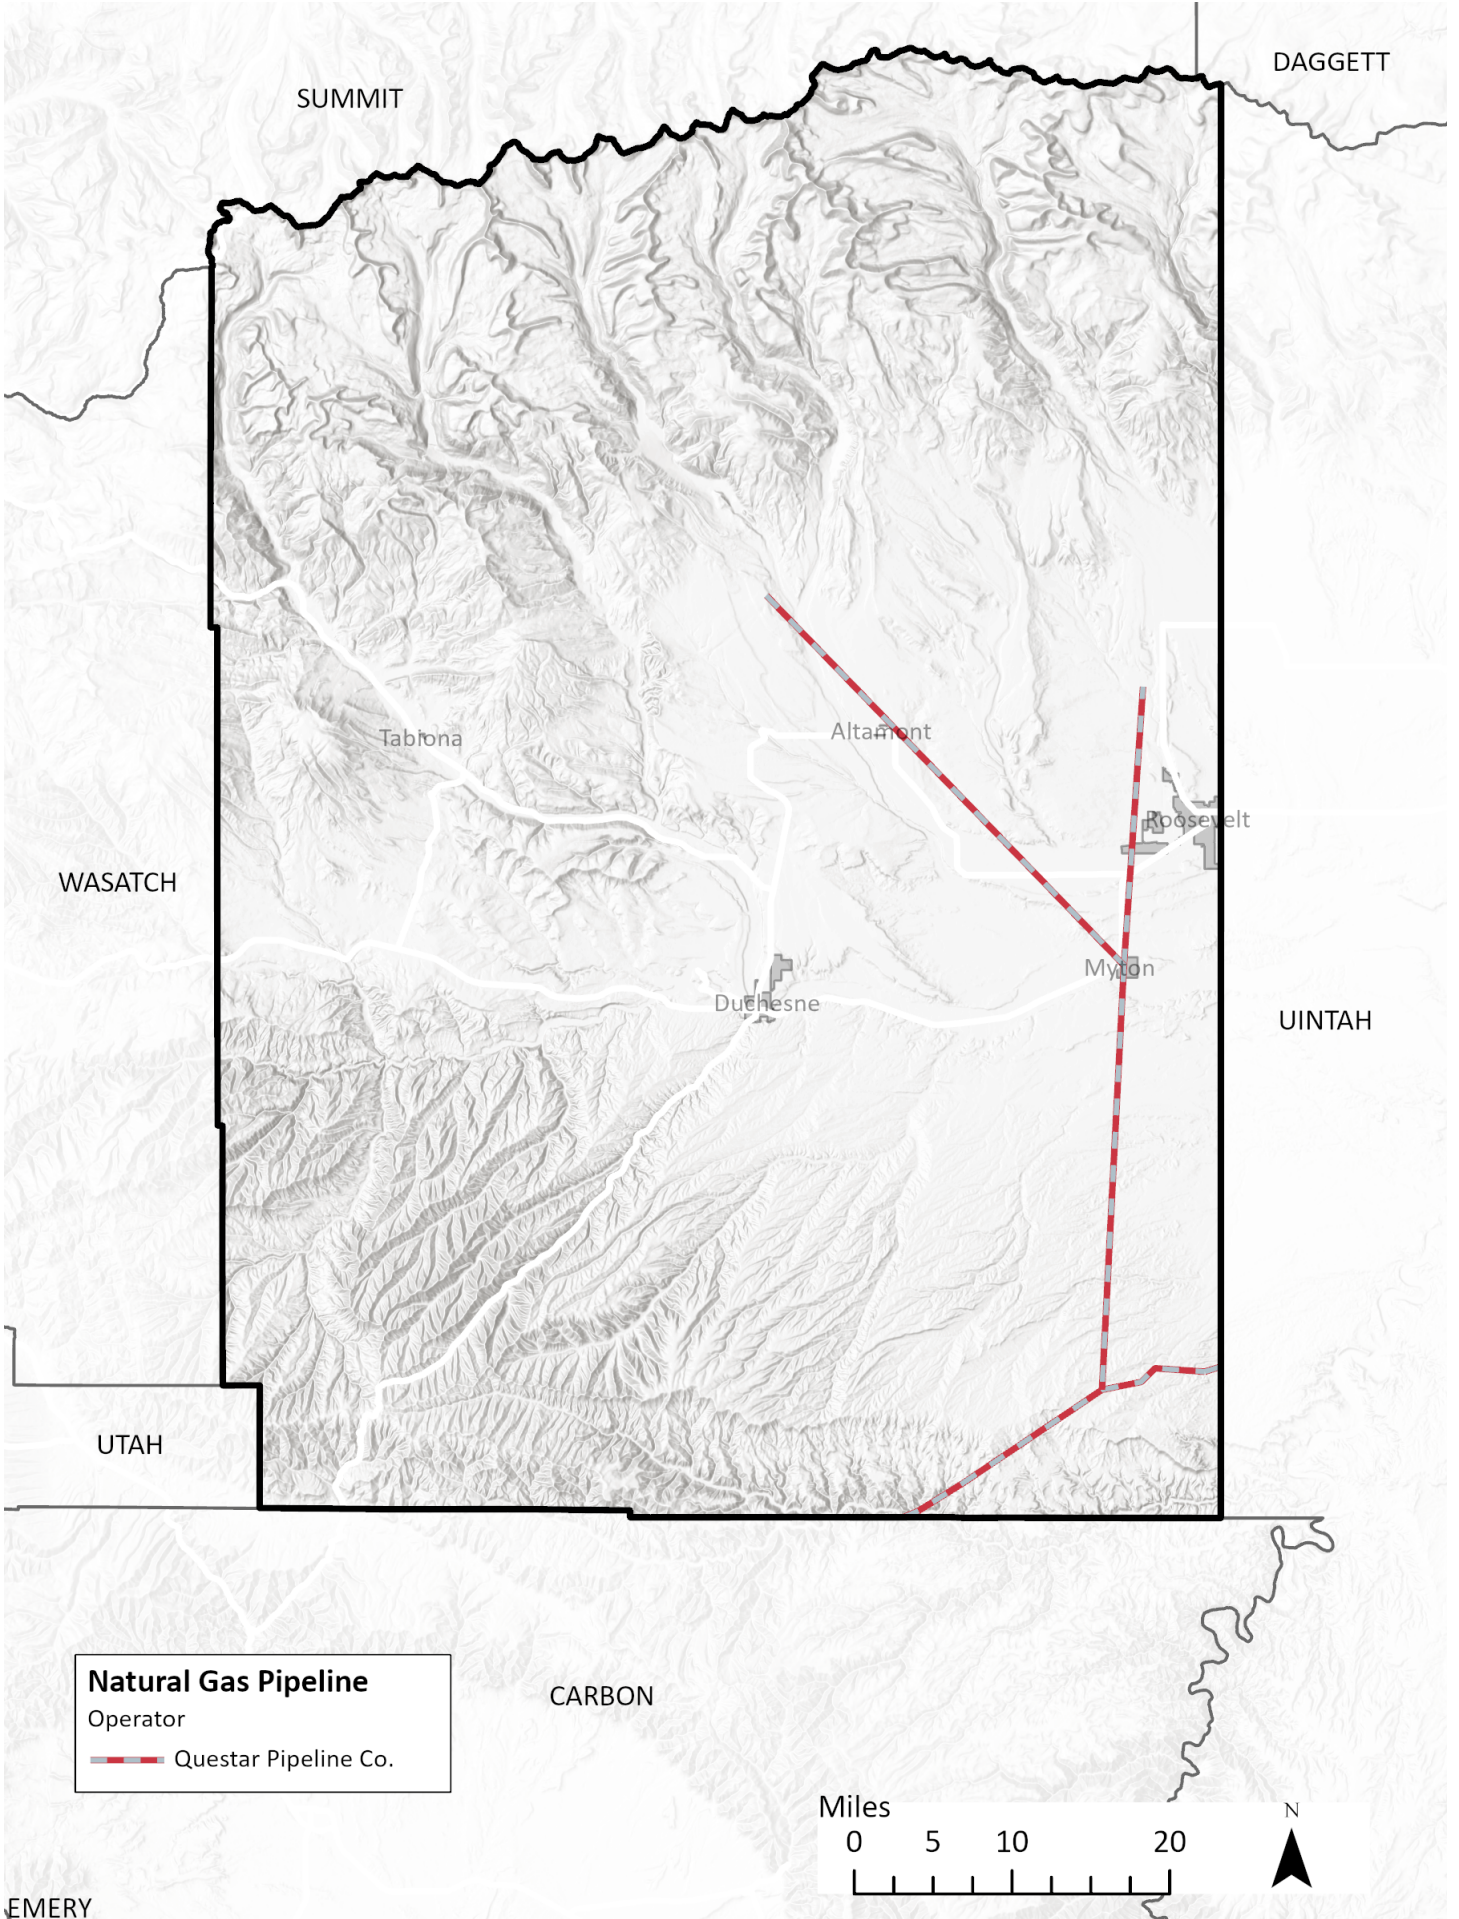 DAGGETT
SUMMIT
Tabiona
Altamont
Roosevelt
WASATCH
Myton
Duchesne
UINTAH
UTAH
Natural Gas Pipeline
Operator
Questar Pipeline Co.
CARBON
Miles
0 5 10 20
N
EMERY